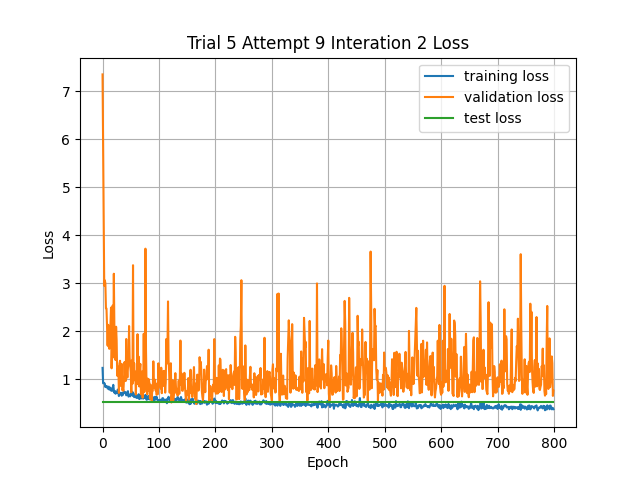 Trial 5 Attempt 9 Interation 2 Loss
training loss
validation loss
test loss
7
6
5
4
3
2
1
Loss
0 100 200 300 400 500 600 700 800
Epoch